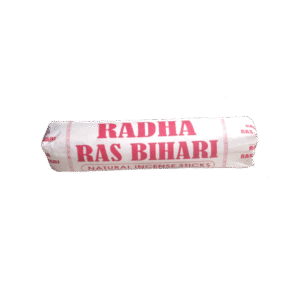 RADHA
RAS BIHARI
NATURAL INCENSE STICKS